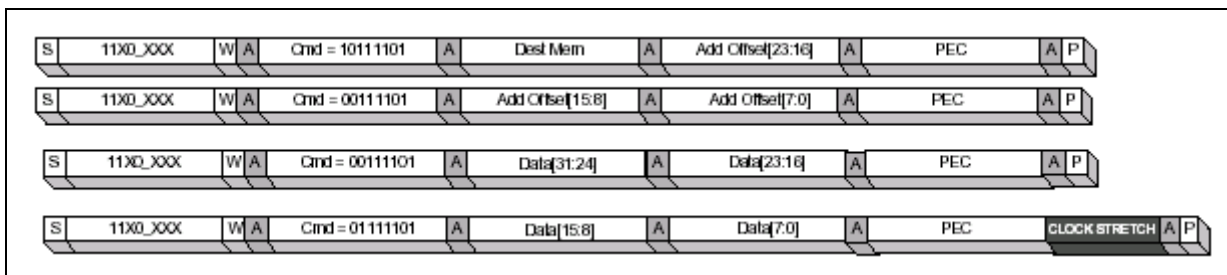 S 11X0_XXX W A Cmd = 10111101 A Dest Mem A Add Offset[23:16] A PEC A P
S 11X0_XXX W A Cmd = 00111101 A Add Offset[15:8] A Add Offset[7:0] A PEC A P
S 11X0_XXX W A Cmd = 00111101 A Data[31:24] A Data[23:16] A PEC A P
S 11X0_XXX W A Cmd = 01111101 A Data[15:8] A Data[7:0] A PEC CLOCK STRETCH A P